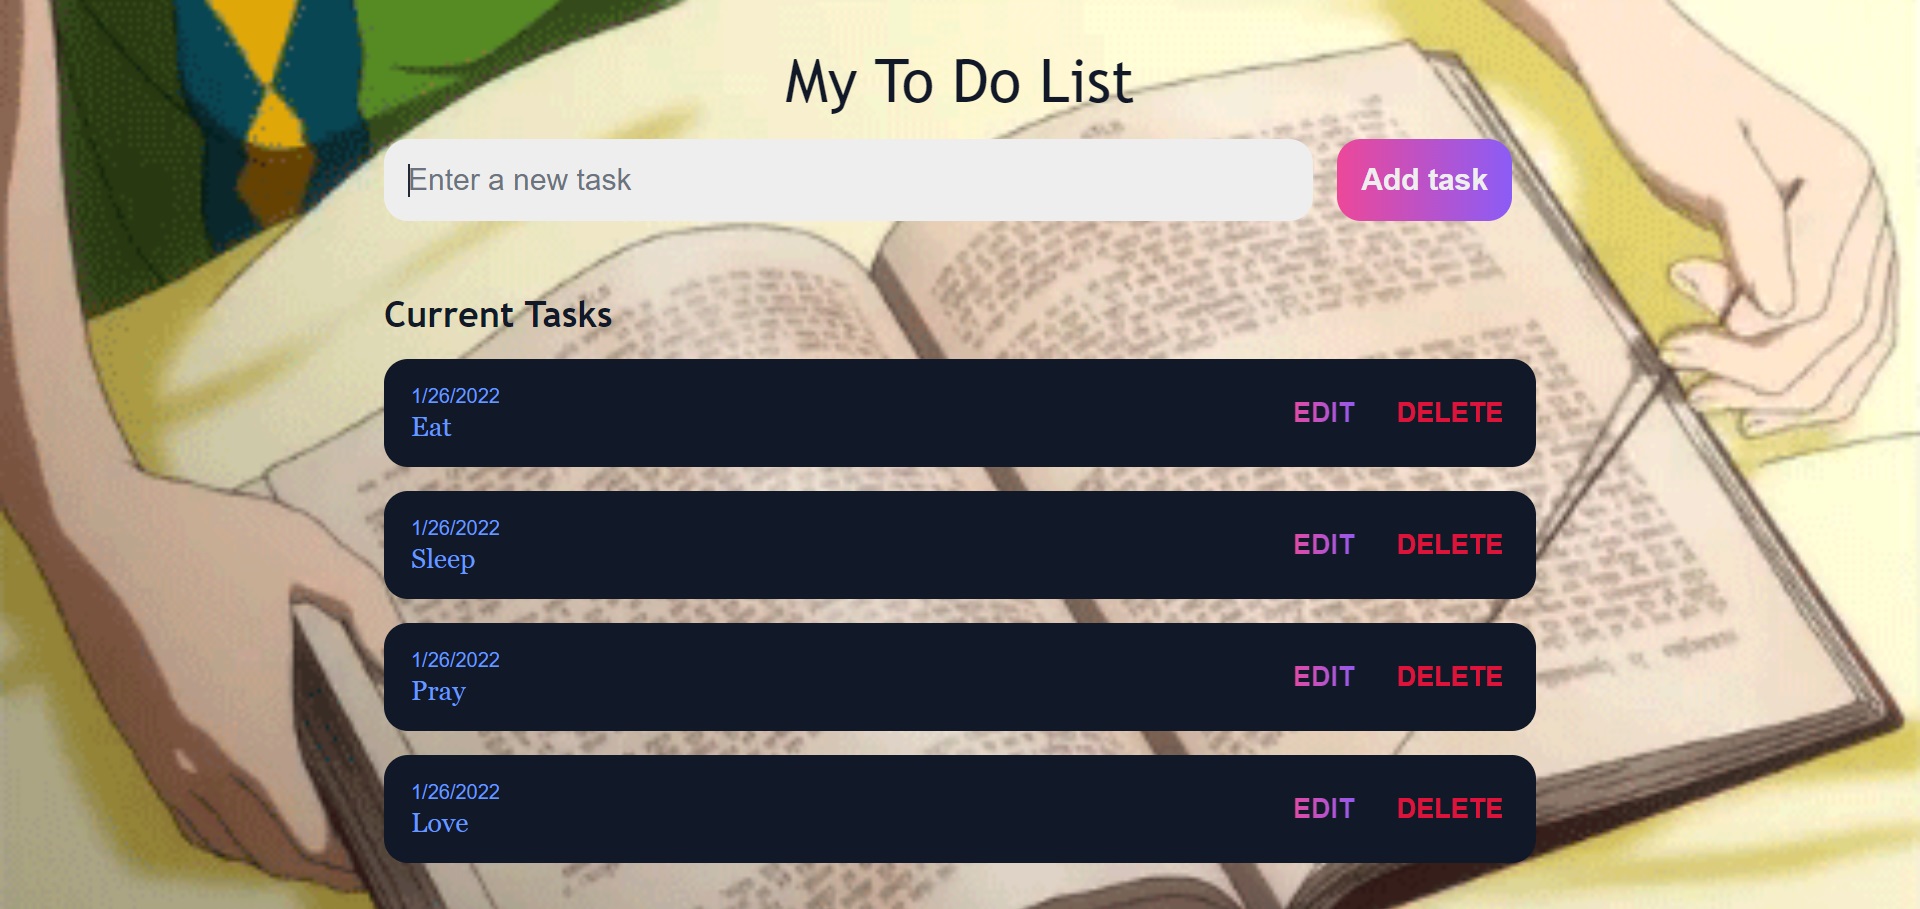 My To Do List
Enter a new task
Add task
Current Tasks
1/26/2022
Eat
EDIT DELETE
1/26/2022
Sleep
EDIT DELETE
1/26/2022
Pray
EDIT DELETE
1/26/2022
Love
EDIT DELETE